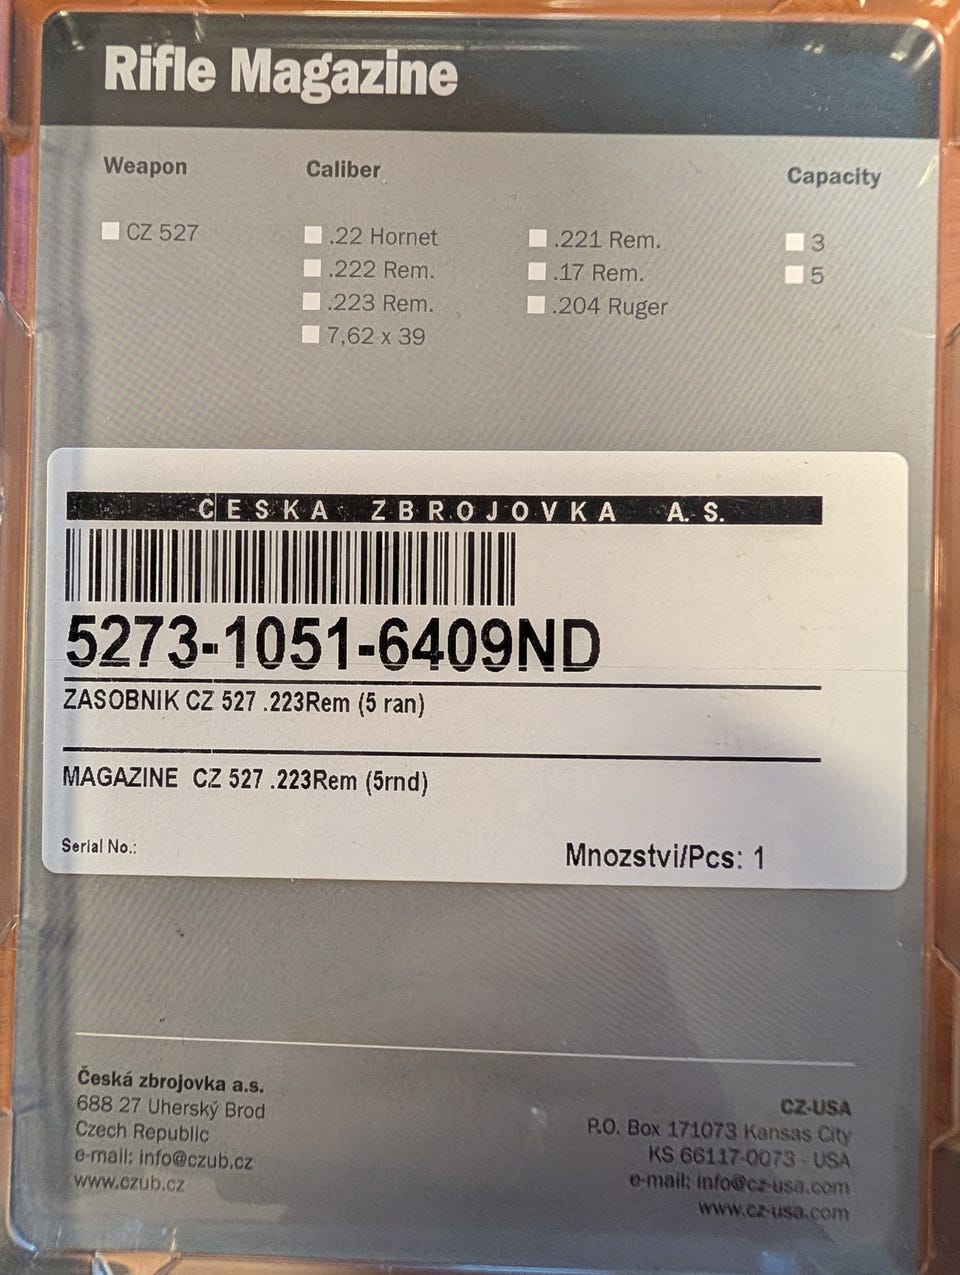 Rifle Magazine
Weapon Caliber Capacity
CZ 527 .22 Hornet .221 Rem. 3
.222 Rem. .17 Rem. 5
.223 Rem. .204 Ruger
7,62 x 39
ČESKA ZBROJOVKA A.S.
5273-1051-6409ND
ZASOBNIK CZ 527 .223Rem (5 ran)
MAGAZINE CZ 527 .223Rem (5rnd)
Serial No.:
Mnozstvi/Pcs: 1
Česká zbrojovka a.s.
688 27 Uherský Brod
Czech Republic
e-mail: info@czub.cz
www.czub.cz
CZ-USA
P.O. Box 171073 Kansas City
KS 66117-0073 - USA
e-mail: info@cz-usa.com
www.cz-usa.com